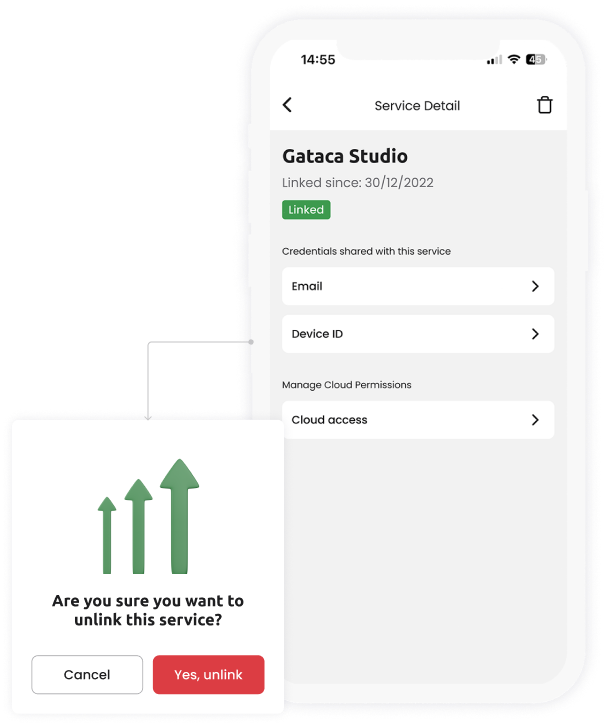 14:55
45
Service Detail
Gataca Studio
Linked since: 30/12/2022
Linked
Credentials shared with this service
Email
Device ID
Manage Cloud Permissions
Cloud access
Are you sure you want to
unlink this service?
Cancel
Yes, unlink